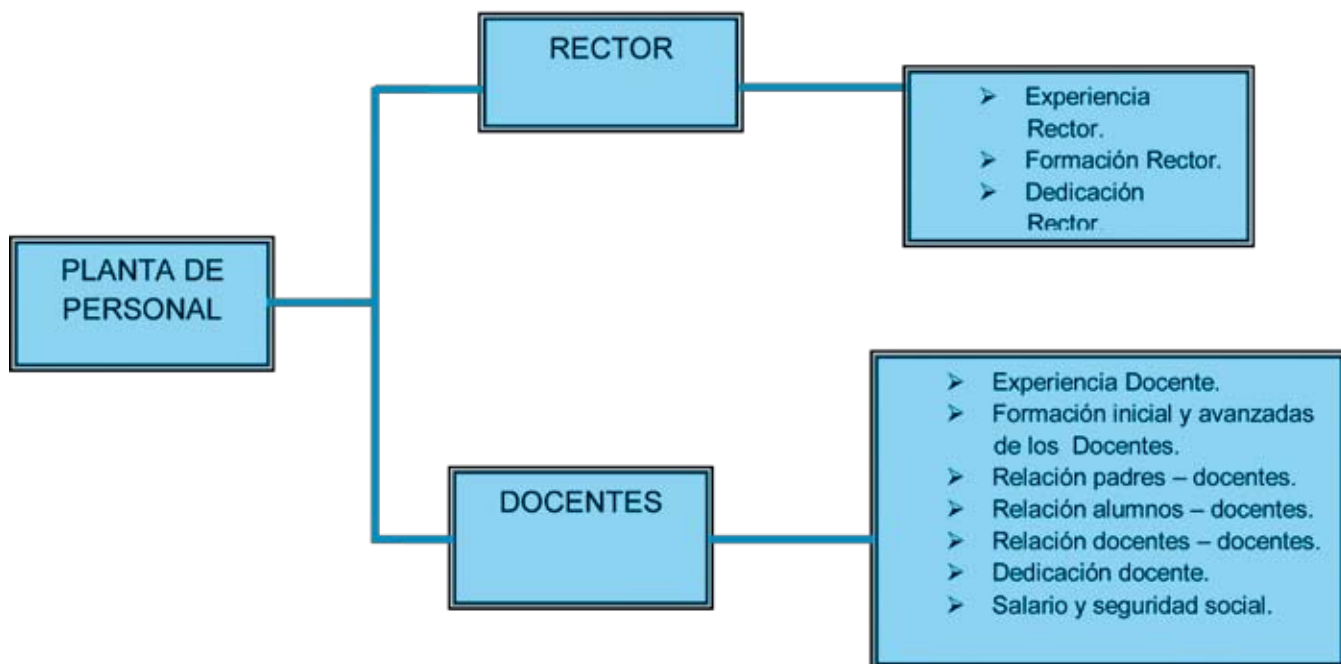 RECTOR
➢ Experiencia
Rector.
➢ Formación Rector.
➢ Dedicación
Rector.
PLANTA DE
PERSONAL
DOCENTES
➢ Experiencia Docente.
➢ Formación inicial y avanzadas
de los Docentes.
➢ Relación padres – docentes.
➢ Relación alumnos – docentes.
➢ Relación docentes – docentes.
➢ Dedicación docente.
➢ Salario y seguridad social.